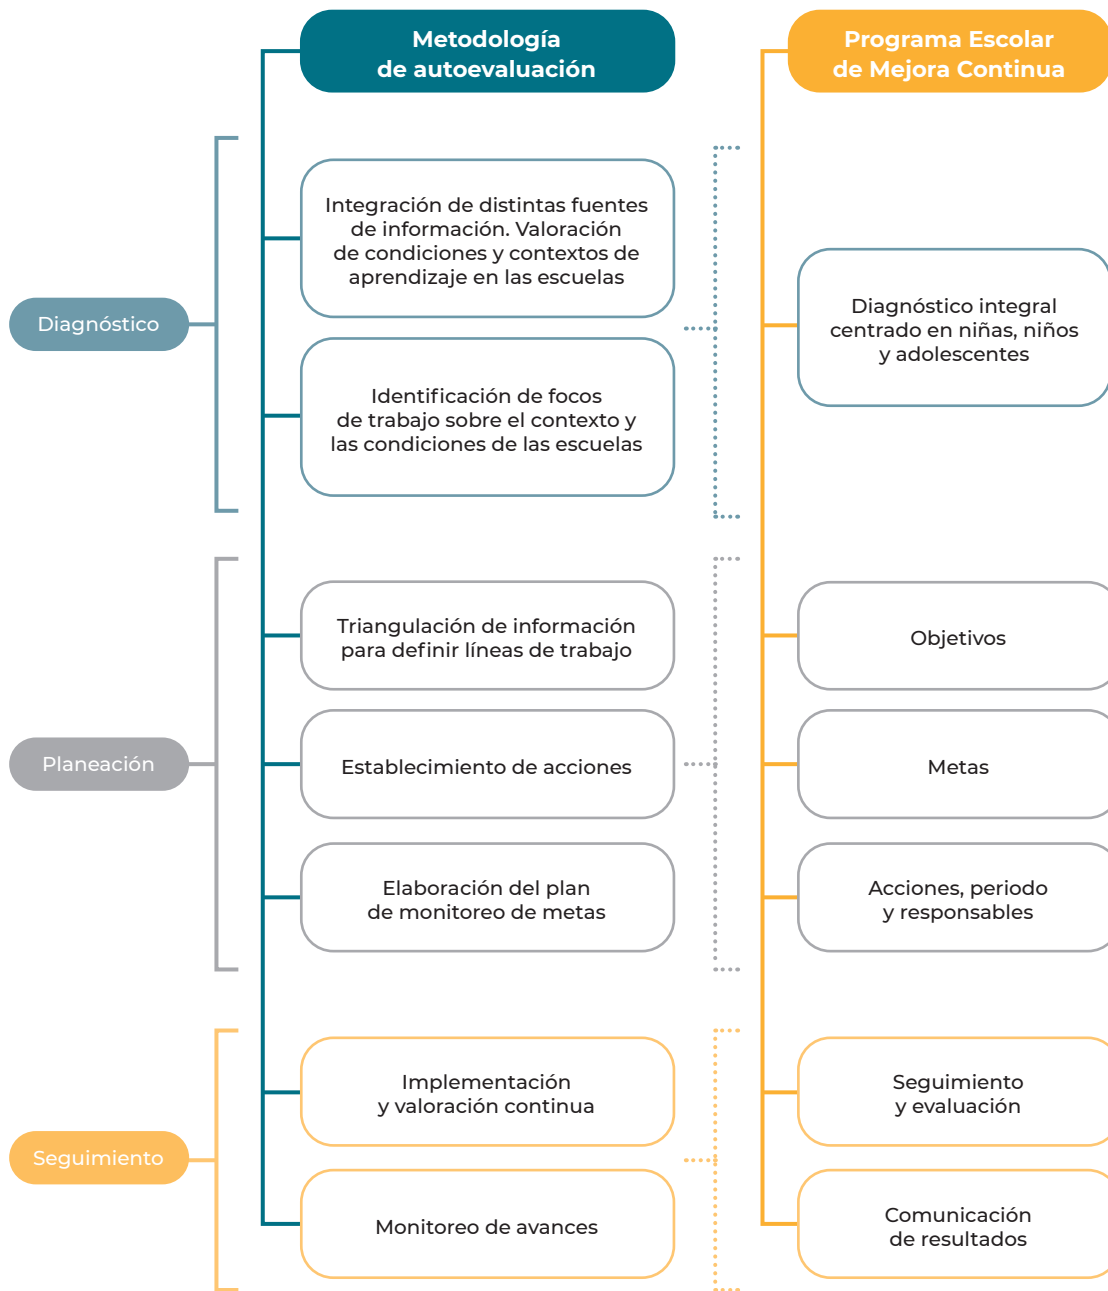 Metodología
de autoevaluación
Programa Escolar
de Mejora Continua
Diagnóstico
Integración de distintas fuentes
de información. Valoración
de condiciones y contextos de
aprendizaje en las escuelas
Identificación de focos
de trabajo sobre el contexto y
las condiciones de las escuelas
Diagnóstico integral
centrado en niñas, niños
y adolescentes
Planeación
Triangulación de información
para definir líneas de trabajo
Establecimiento de acciones
Elaboración del plan
de monitoreo de metas
Objetivos
Metas
Acciones, periodo
y responsables
Seguimiento
Implementación
y valoración continua
Monitoreo de avances
Seguimiento
y evaluación
Comunicación
de resultados